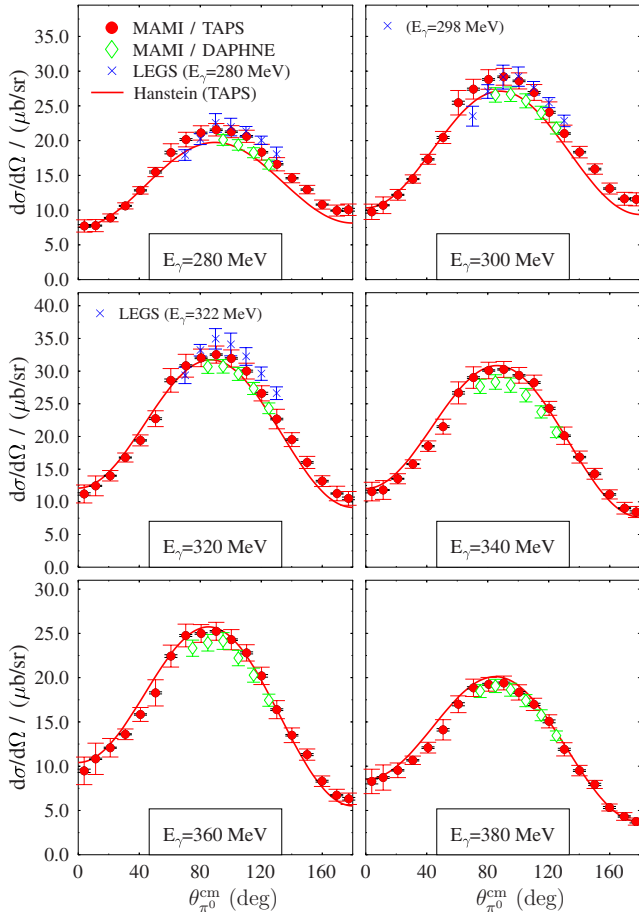 35.0
30.0
25.0
20.0
15.0
10.0
5.0
0.0
dσ/dΩ / (μb/sr)
MAMI / TAPS
MAMI / DAPHNE
LEGS (Eγ=280 MeV)
Hanstein (TAPS)
Eγ=280 MeV
(Eγ=298 MeV)
Eγ=300 MeV
40.0
35.0
30.0
25.0
20.0
15.0
10.0
5.0
0.0
dσ/dΩ / (μb/sr)
LEGS (Eγ=322 MeV)
Eγ=320 MeV
Eγ=340 MeV
30.0
25.0
20.0
15.0
10.0
5.0
0.0
dσ/dΩ / (μb/sr)
Eγ=360 MeV
Eγ=380 MeV
0 40 80 120 160 0 40 80 120 160
θπ⁰cm (deg) θπ⁰cm (deg)